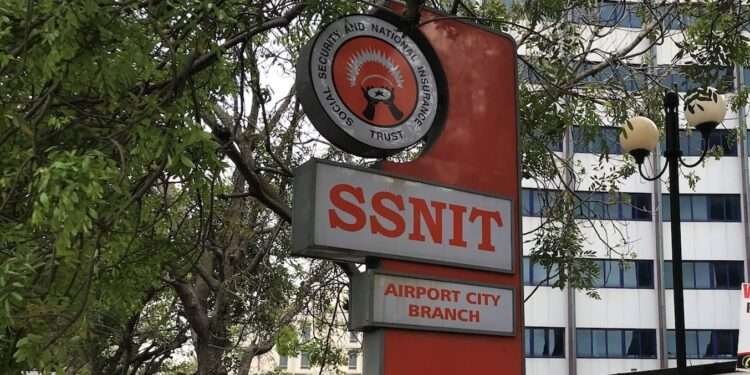 SOCIAL SECURITY AND NATIONAL INSURANCE
TRUST
SSNIT
AIRPORT CITY
BRANCH